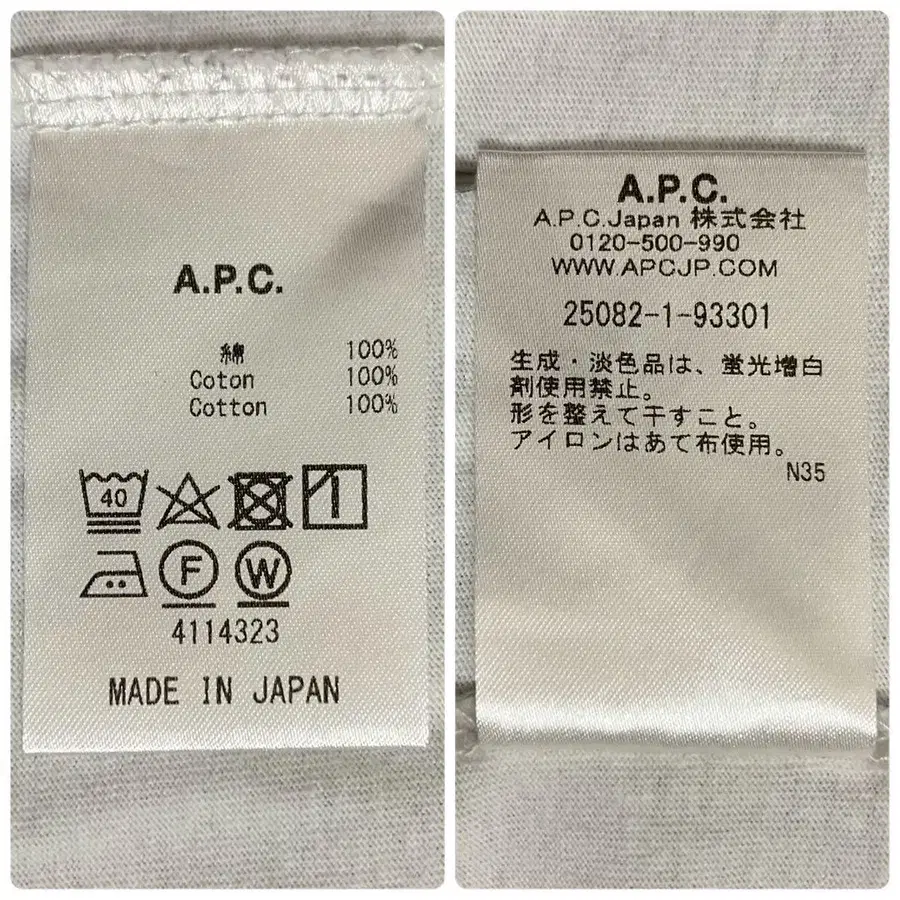 A.P.C.
綿 100%
Coton 100%
Cotton 100%
40
F W
4114323
MADE IN JAPAN
A.P.C.
A.P.C.Japan 株式会社
0120-500-990
WWW.APCJP.COM
25082-1-93301
生成・淡色品は、蛍光増白
剤使用禁止。
形を整えて干すこと。
アイロンはあて布使用。
N35